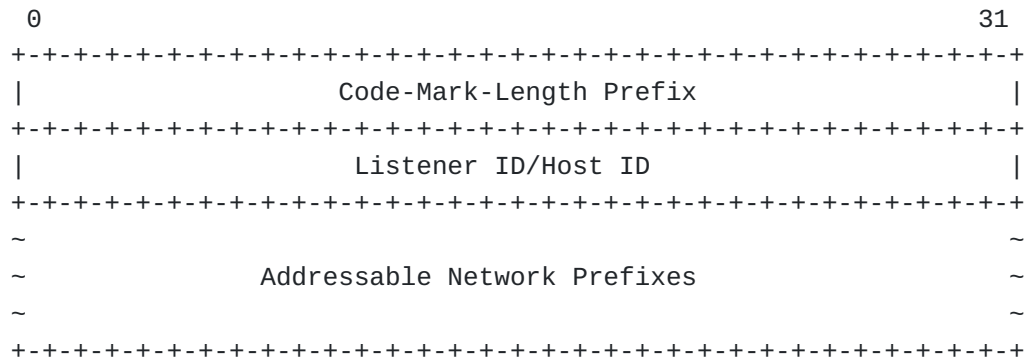 0 31
+-+-+-+-+-+-+-+-+-+-+-+-+-+-+-+-+-+-+-+-+-+-+-+-+-+-+-+-+-+-+-+-+
| Code-Mark-Length Prefix |
+-+-+-+-+-+-+-+-+-+-+-+-+-+-+-+-+-+-+-+-+-+-+-+-+-+-+-+-+-+-+-+-+
| Listener ID/Host ID |
+-+-+-+-+-+-+-+-+-+-+-+-+-+-+-+-+-+-+-+-+-+-+-+-+-+-+-+-+-+-+-+-+
~ ~
~ Addressable Network Prefixes ~
~ ~
+-+-+-+-+-+-+-+-+-+-+-+-+-+-+-+-+-+-+-+-+-+-+-+-+-+-+-+-+-+-+-+-+